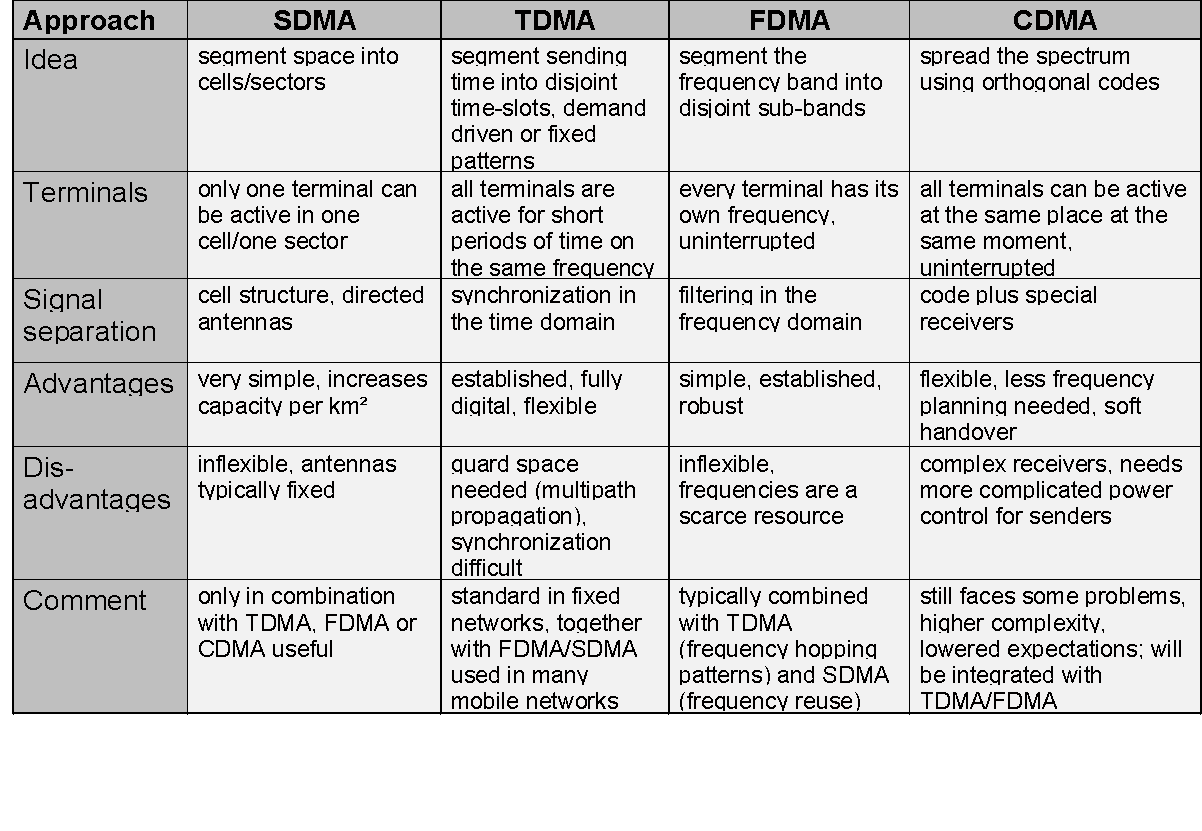 Approach SDMA TDMA FDMA CDMA
Idea
segment space into
cells/sectors
segment sending
time into disjoint
time-slots, demand
driven or fixed
patterns
segment the
frequency band into
disjoint sub-bands
spread the spectrum
using orthogonal codes
Terminals
only one terminal can
be active in one
cell/one sector
all terminals are
active for short
periods of time on
the same frequency
every terminal has its
own frequency,
uninterrupted
all terminals can be active
at the same place at the
same moment,
uninterrupted
Signal
separation
cell structure, directed
antennas
synchronization in
the time domain
filtering in the
frequency domain
code plus special
receivers
Advantages
very simple, increases
capacity per km²
established, fully
digital, flexible
simple, established,
robust
flexible, less frequency
planning needed, soft
handover
Dis-
advantages
inflexible, antennas
typically fixed
guard space
needed (multipath
propagation),
synchronization
difficult
inflexible,
frequencies are a
scarce resource
complex receivers, needs
more complicated power
control for senders
Comment
only in combination
with TDMA, FDMA or
CDMA useful
standard in fixed
networks, together
with FDMA/SDMA
used in many
mobile networks
typically combined
with TDMA
(frequency hopping
patterns) and SDMA
(frequency reuse)
still faces some problems,
higher complexity,
lowered expectations; will
be integrated with
TDMA/FDMA